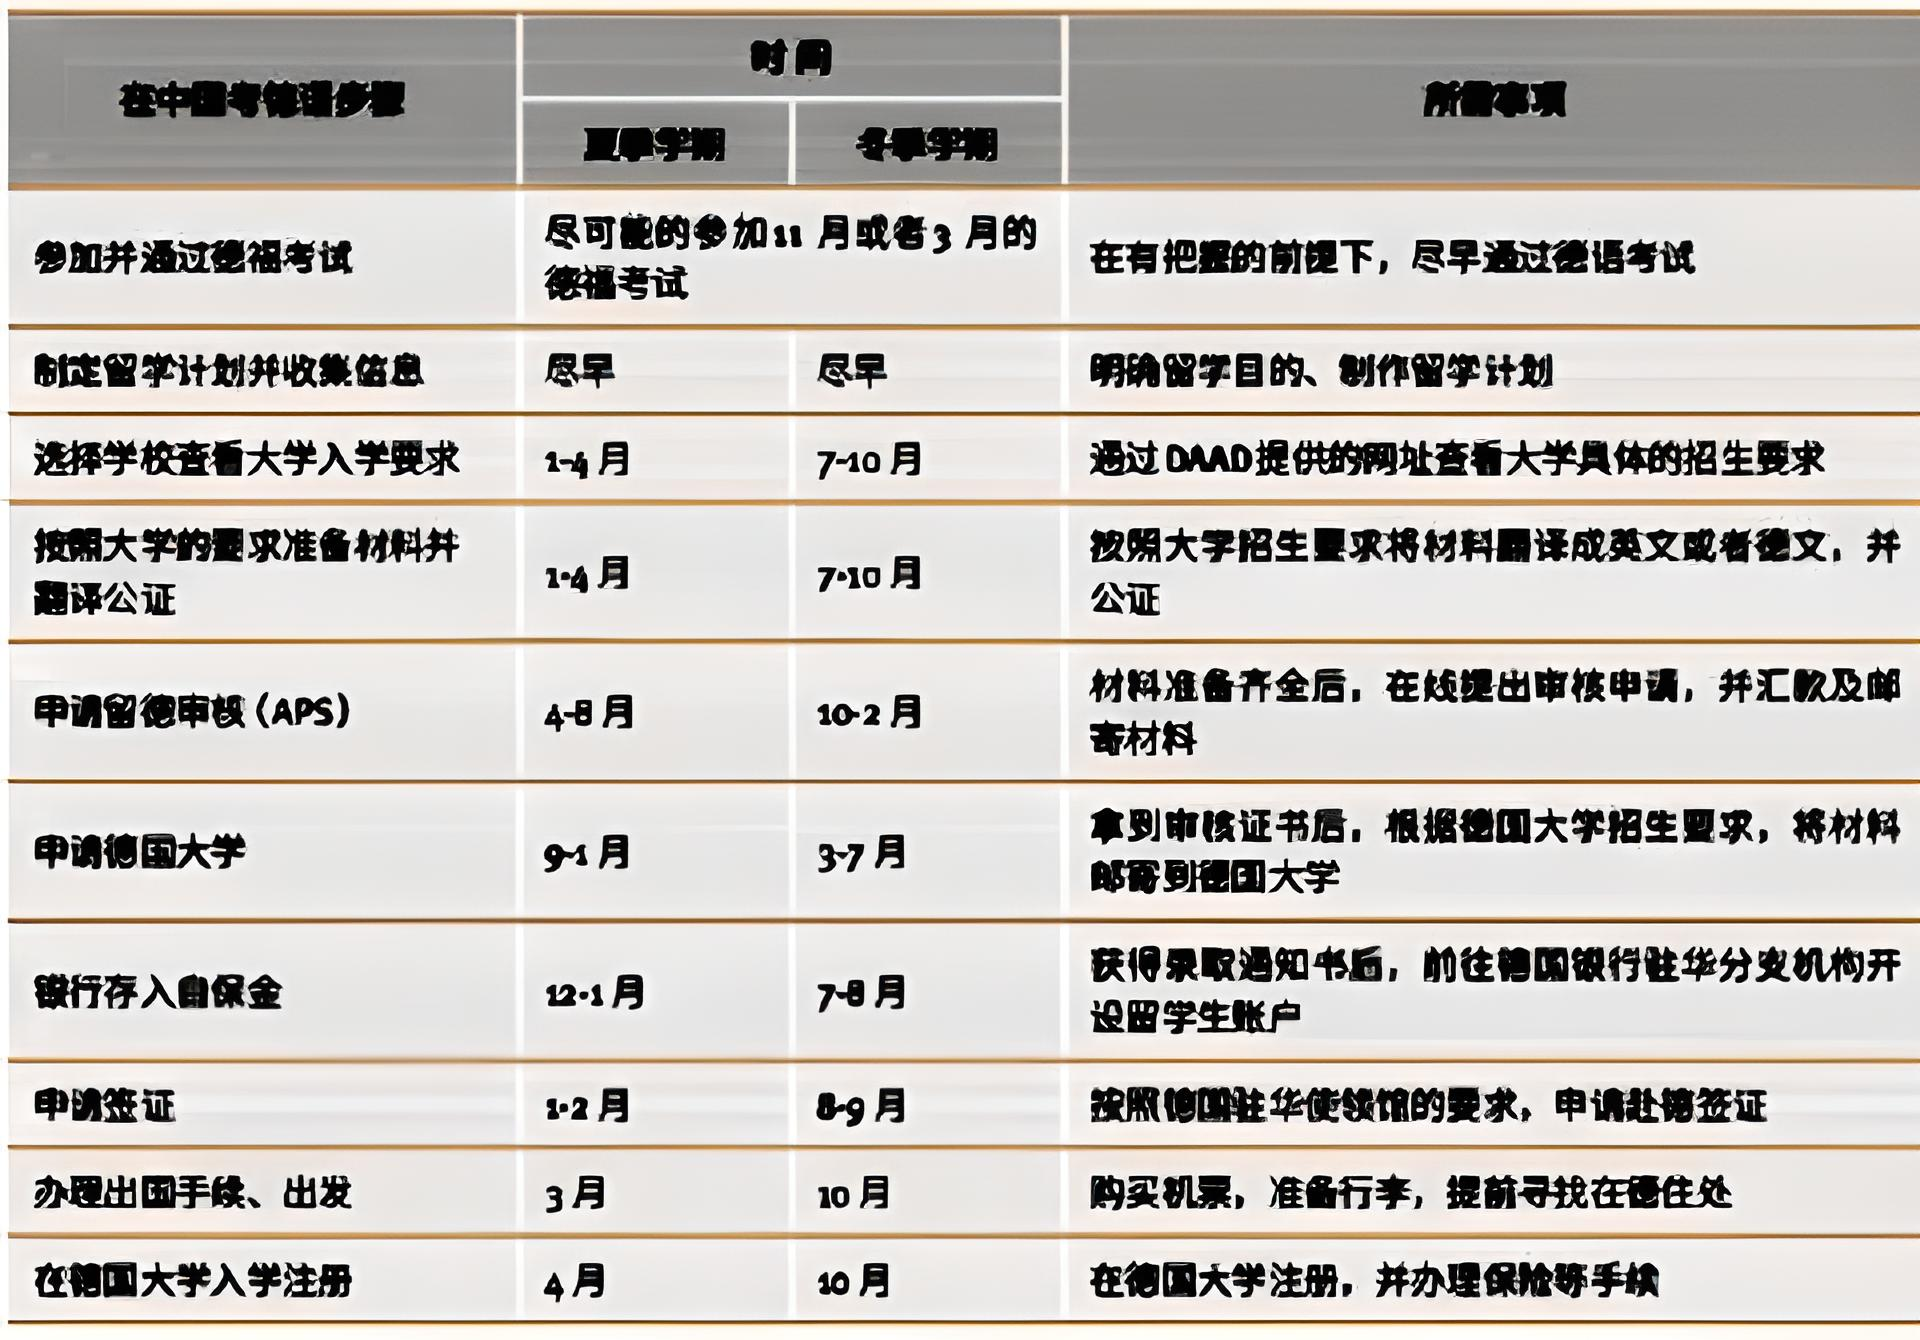 在中国考德语步骤
时间
所需事项
夏季学期
冬季学期
参加并通过德福考试
尽可能的参加11 月或者3 月的
德福考试
在有把握的前提下，尽早通过德语考试
制定留学计划并收集信息
尽早
尽早
明确留学目的、制作留学计划
选择学校查看大学入学要求
1-4 月
7-10 月
通过DAAD提供的网址查看大学具体的招生要求
按照大学的要求准备材料并
翻译公证
1-4 月
7-10 月
按照大学招生要求将材料翻译成英文或者德文，并
公证
申请留德审核（APS）
4-8 月
10-2 月
材料准备齐全后，在线提出审核申请，并汇款及邮
寄材料
申请德国大学
9-1 月
3-7 月
拿到审核证书后，根据德国大学招生要求，将材料
邮寄到德国大学
银行存入自保金
12-1 月
7-8 月
获得录取通知书后，前往德国银行驻华分支机构开
设留学生账户
申请签证
1-2 月
8-9 月
按照德国驻华使领馆的要求，申请赴德签证
办理出国手续、出发
3 月
10 月
购买机票，准备行李，提前寻找在德住处
在德国大学入学注册
4 月
10 月
在德国大学注册，并办理保险等手续